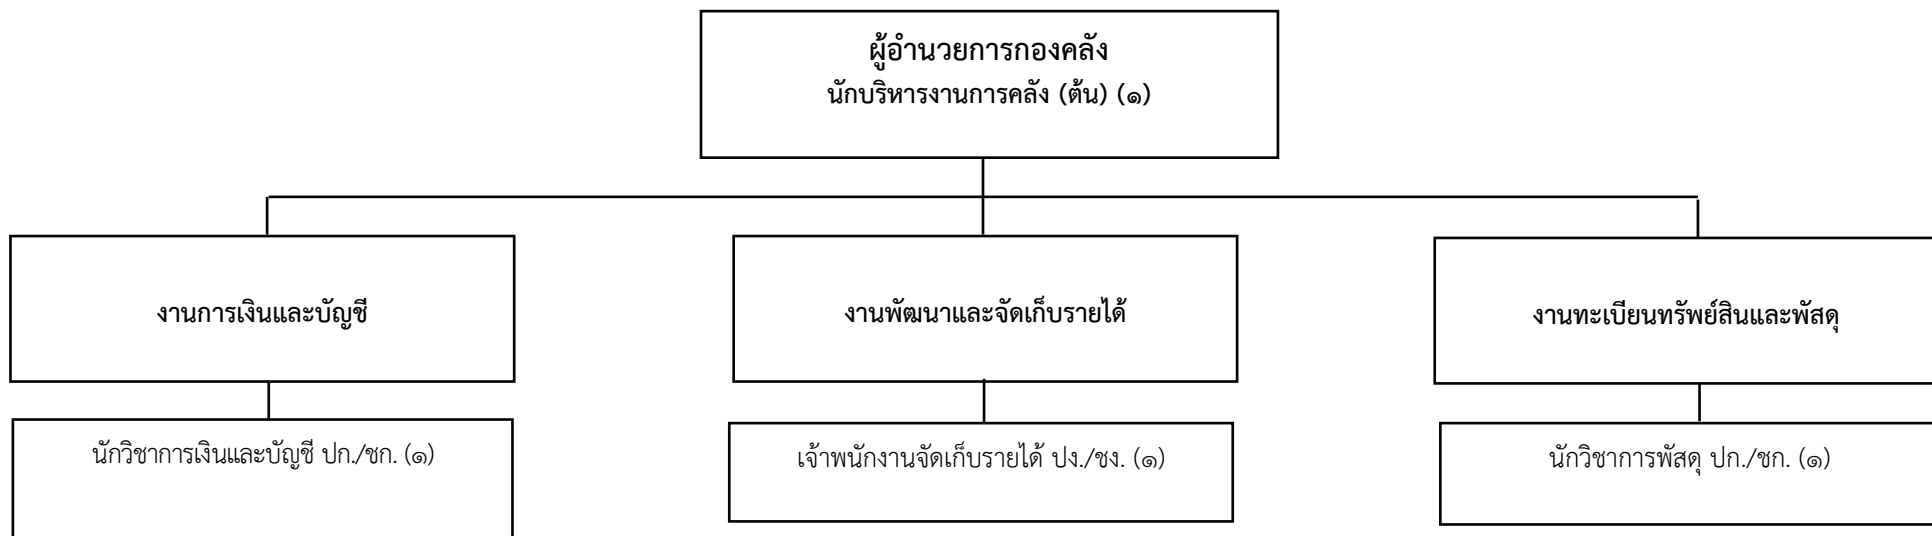 ผู้อำนวยการกองคลัง
นักบริหารงานการคลัง (ต้น) (๑)
งานการเงินและบัญชี
งานพัฒนาและจัดเก็บรายได้
งานทะเบียนทรัพย์สินและพัสดุ
นักวิชาการเงินและบัญชี ปก./ชก. (๑)
เจ้าพนักงานจัดเก็บรายได้ ปง./ชง. (๑)
นักวิชาการพัสดุ ปก./ชก. (๑)